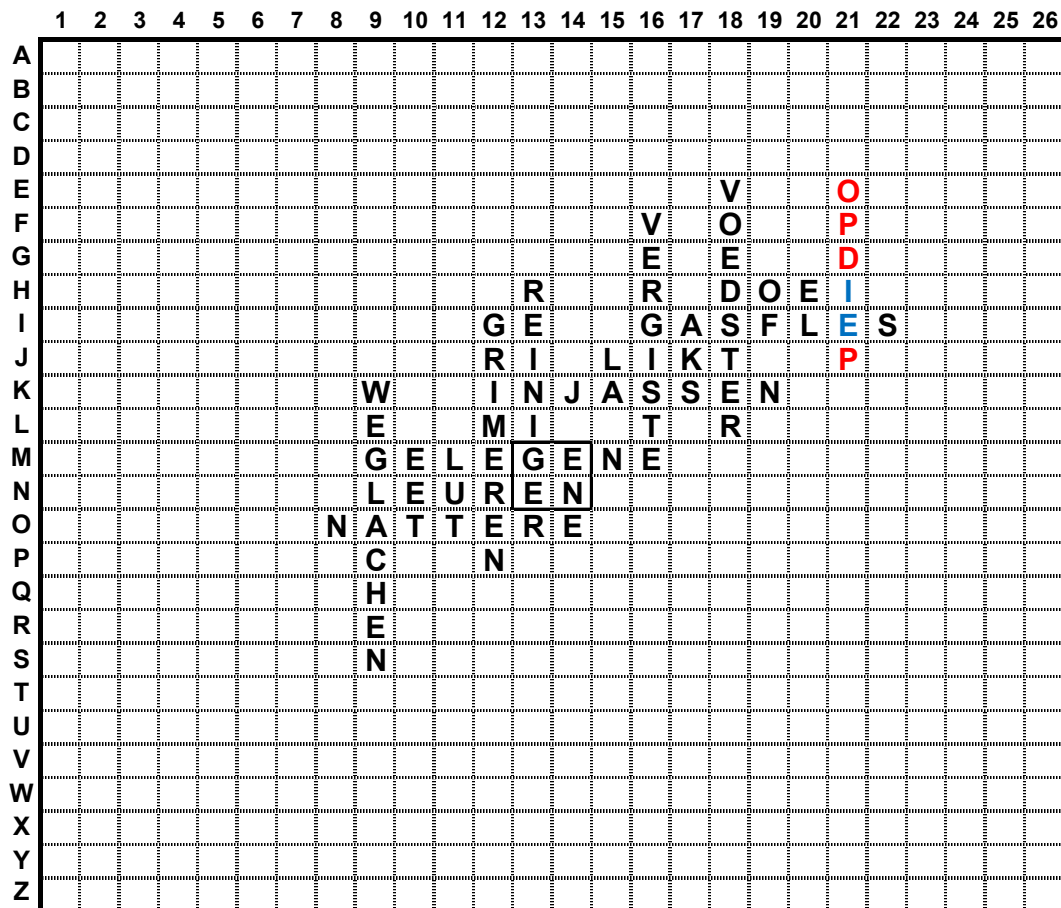 1 2 3 4 5 6 7 8 9 10 11 12 13 14 15 16 17 18 19 20 21 22 23 24 25 26
A
B
C
D
E V O
F V O P
G E E D
H R R D O E I
I G E G A S F L E S
J R I L I K T P
K W I N J A S S E N
L E M I T R
M G E L E G E N E
N L E U R E N
O N A T T E R E
P C N
Q H
R E
S N
T
U
V
W
X
Y
Z